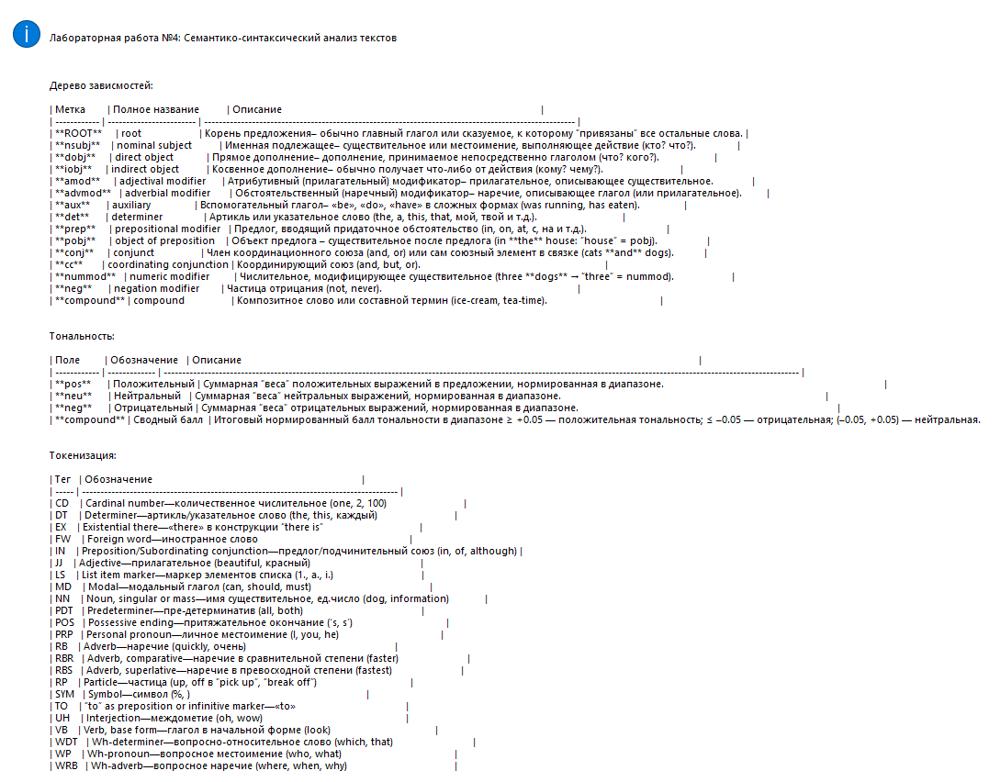 Лабораторная работа №4: Семантико-синтаксический анализ текстов
Дерево зависмостей:
| Метка | Полное название | Описание |
| ------------ | ------------------------ | ---------------------------------------------------------------------------------------------------- |
| **ROOT** | root | Корень предложения– обычно главный глагол или сказуемое, к которому “привязаны” все остальные слова. |
| **nsubj** | nominal subject | Именная подлежащее– существительное или местоимение, выполняющее действие (кто? что?). |
| **dobj** | direct object | Прямое дополнение– дополнение, принимаемое непосредственно глаголом (что? кого?). |
| **iobj** | indirect object | Косвенное дополнение– обычно получает что-либо от действия (кому? чему?). |
| **amod** | adjectival modifier | Атрибутивный (прилагательный) модификатор– прилагательное, описывающее существительное. |
| **advmod** | adverbial modifier | Обстоятельственный (наречный) модификатор– наречие, описывающее глагол (или прилагательное). |
| **aux** | auxiliary | Вспомогательный глагол– «be», «do», «have» в сложных формах (was running, has eaten). |
| **det** | determiner | Артикль или указательное слово (the, a, this, that, мой, твой и т.д.). |
| **prep** | prepositional modifier | Предлог, вводящий придаточное обстоятельство (in, on, at, с, на и т.д.). |
| **pobj** | object of preposition | Объект предлога – существительное после предлога (in **the** house: “house” = pobj). |
| **conj** | conjunct | Член координационного союза (and, or) или сам союзный элемент в связке (cats **and** dogs). |
| **cc** | coordinating conjunction | Координирующий союз (and, but, or). |
| **nummod** | numeric modifier | Числительное, модифицирующее существительное (three **dogs** → “three” = nummod). |
| **neg** | negation modifier | Частица отрицания (not, never). |
| **compound** | compound | Композитное слово или составной термин (ice-cream, tea-time). |
Тональность:
| Поле | Обозначение | Описание |
| ------------ | ------------- | ------------------------------------------------------------------------------------------------------------------------------------------------------- |
| **pos** | Положительный | Суммарная “веса” положительных выражений в предложении, нормированная в диапазоне. |
| **neu** | Нейтральный | Суммарная “веса” нейтральных выражений, нормированная в диапазоне. |
| **neg** | Отрицательный | Суммарная “веса” отрицательных выражений, нормированная в диапазоне. |
| **compound** | Сводный балл | Итоговый нормированный балл тональности в диапазоне ≥ +0.05 — положительная тональность; ≤ –0.05 — отрицательная; (–0.05, +0.05) — нейтральная.
Токенизация:
| Тег | Обозначение |
| ----- | --------------------------------------------------------------------------- |
| CD | Cardinal number—количественное числительное (one, 2, 100) |
| DT | Determiner—артикль/указательное слово (the, this, каждый) |
| EX | Existential there—«there» в конструкции “there is” |
| FW | Foreign word—иностранное слово |
| IN | Preposition/Subordinating conjunction—предлог/подчинительный союз (in, of, although) |
| JJ | Adjective—прилагательное (beautiful, красный) |
| LS | List item marker—маркер элементов списка (1., a., i.) |
| MD | Modal—модальный глагол (can, should, must) |
| NN | Noun, singular or mass—имя существительное, ед.число (dog, information) |
| PDT | Predeterminer—пре-детерминатив (all, both) |
| POS | Possessive ending—притяжательное окончание (’s, s’) |
| PRP | Personal pronoun—личное местоимение (I, you, he) |
| RB | Adverb—наречие (quickly, очень) |
| RBR | Adverb, comparative—наречие в сравнительной степени (faster) |
| RBS | Adverb, superlative—наречие в превосходной степени (fastest) |
| RP | Particle—частица (up, off в “pick up”, “break off”) |
| SYM | Symbol—символ (%, ) |
| TO | “to” as preposition or infinitive marker—«to» |
| UH | Interjection—междометие (oh, wow) |
| VB | Verb, base form—глагол в начальной форме (look) |
| WDT | Wh-determiner—вопросно-относительное слово (which, that) |
| WP | Wh-pronoun—вопросное местоимение (who, what) |
| WRB | Wh-adverb—вопросное наречие (where, when, why) |